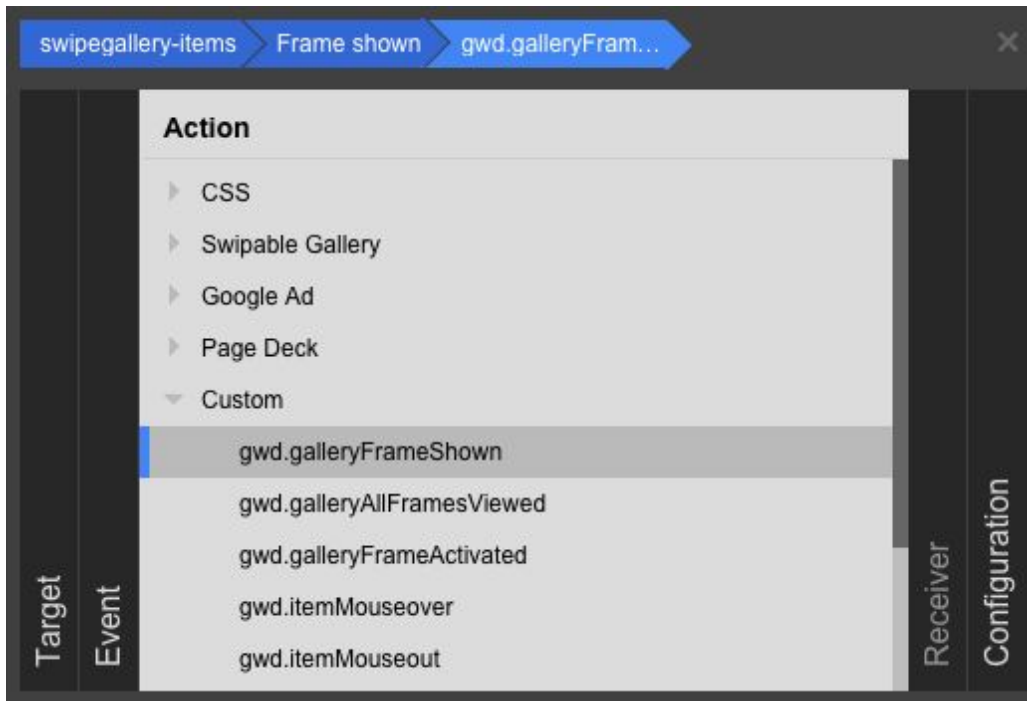 swipegallery-items Frame shown gwd.galleryFram... ×
Target
Event
Action
CSS
Swipable Gallery
Google Ad
Page Deck
Custom
gwd.galleryFrameShown
gwd.galleryAllFramesViewed
gwd.galleryFrameActivated
gwd.itemMouseover
gwd.itemMouseout
Receiver
Configuration